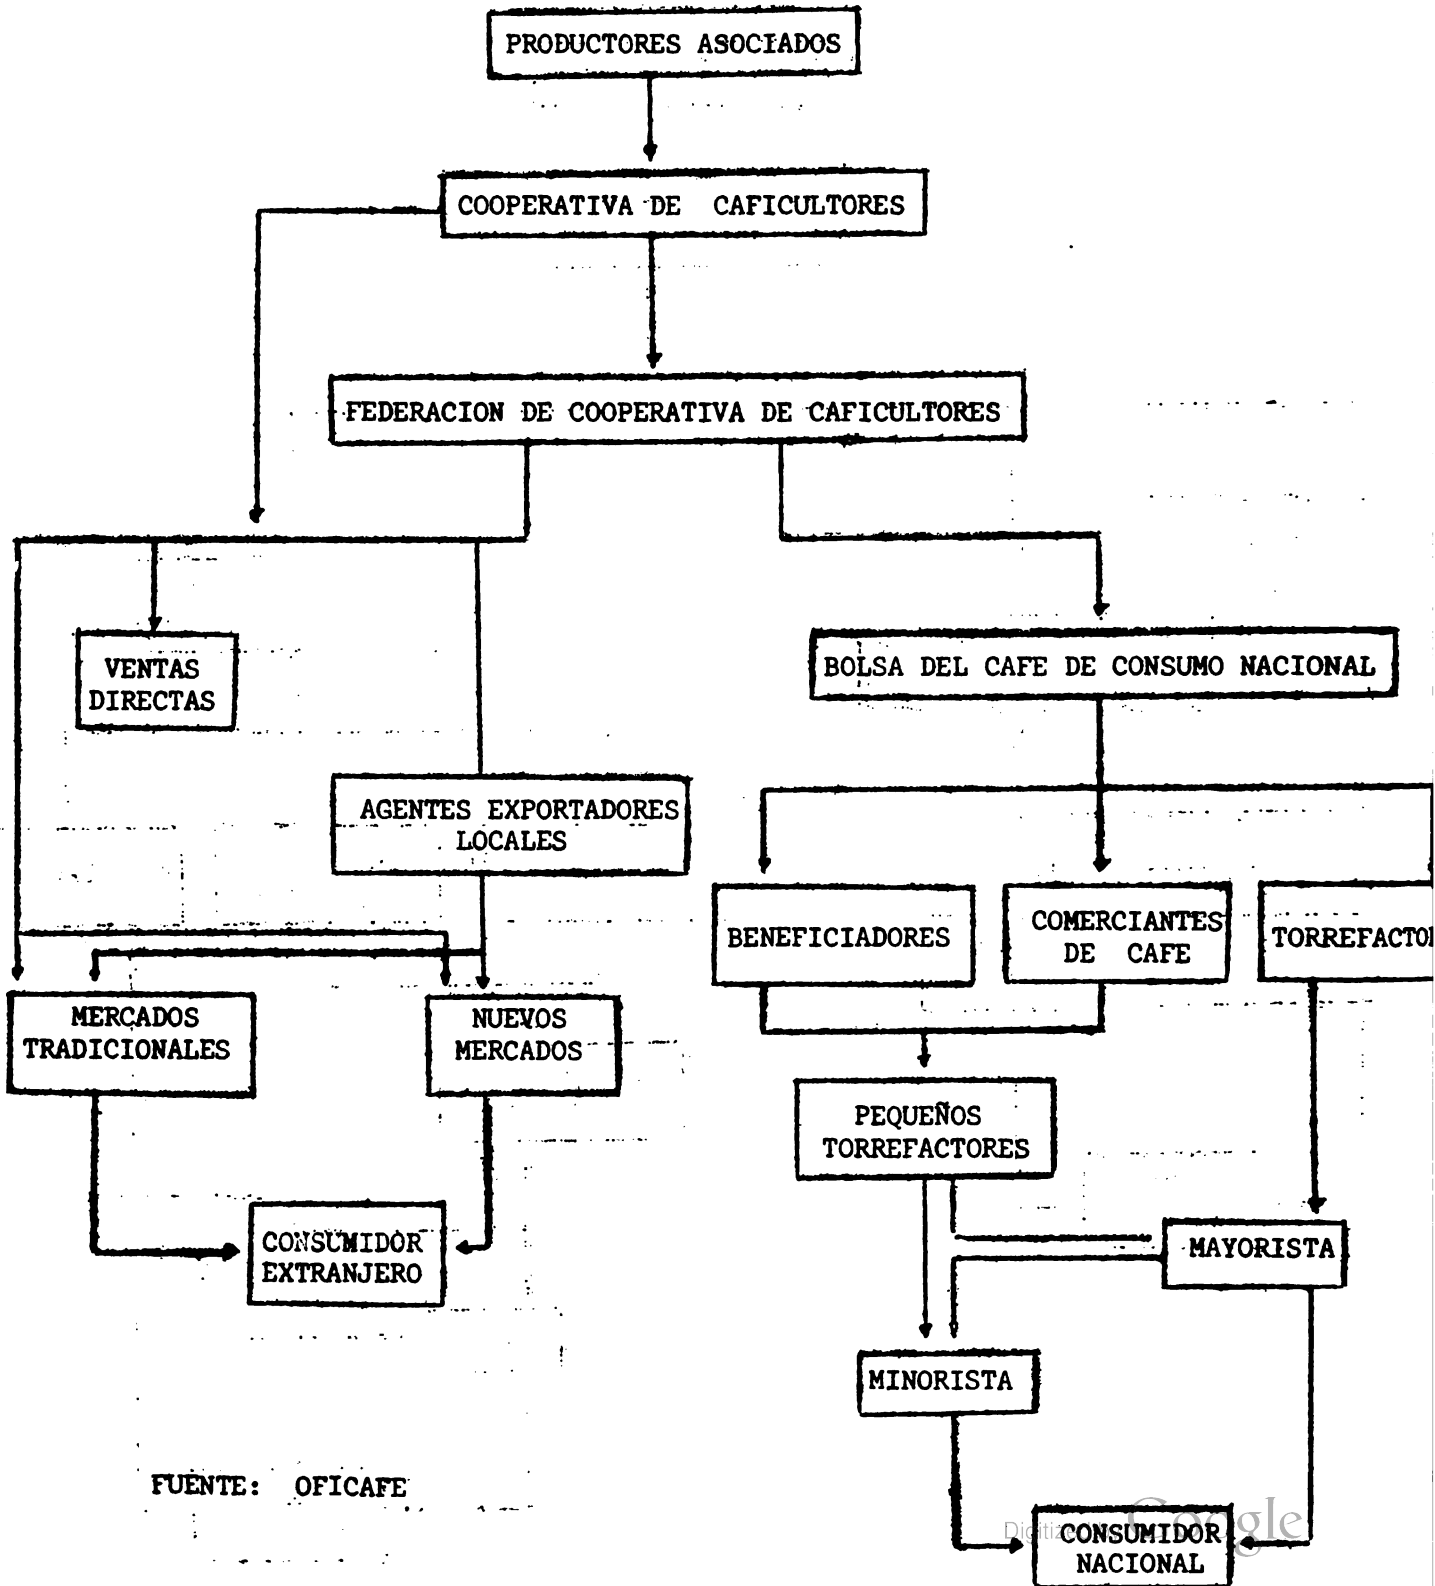 PRODUCTORES ASOCIADOS
COOPERATIVA DE CAFICULTORES
FEDERACION DE COOPERATIVA DE CAFICULTORES
VENTAS
DIRECTAS
BOLSA DEL CAFE DE CONSUMO NACIONAL
AGENTES EXPORTADORES
LOCALES
BENEFICIADORES
COMERCIANTES
DE CAFE
TORREFACTO
MERCADOS
TRADICIONALES
NUEVOS
MERCADOS
PEQUEÑOS
TORREFACTORES
CONSUMIDOR
EXTRANJERO
MAYORISTA
MINORISTA
FUENTE: OFICAFE
CONSUMIDOR
NACIONAL
Digitized Google